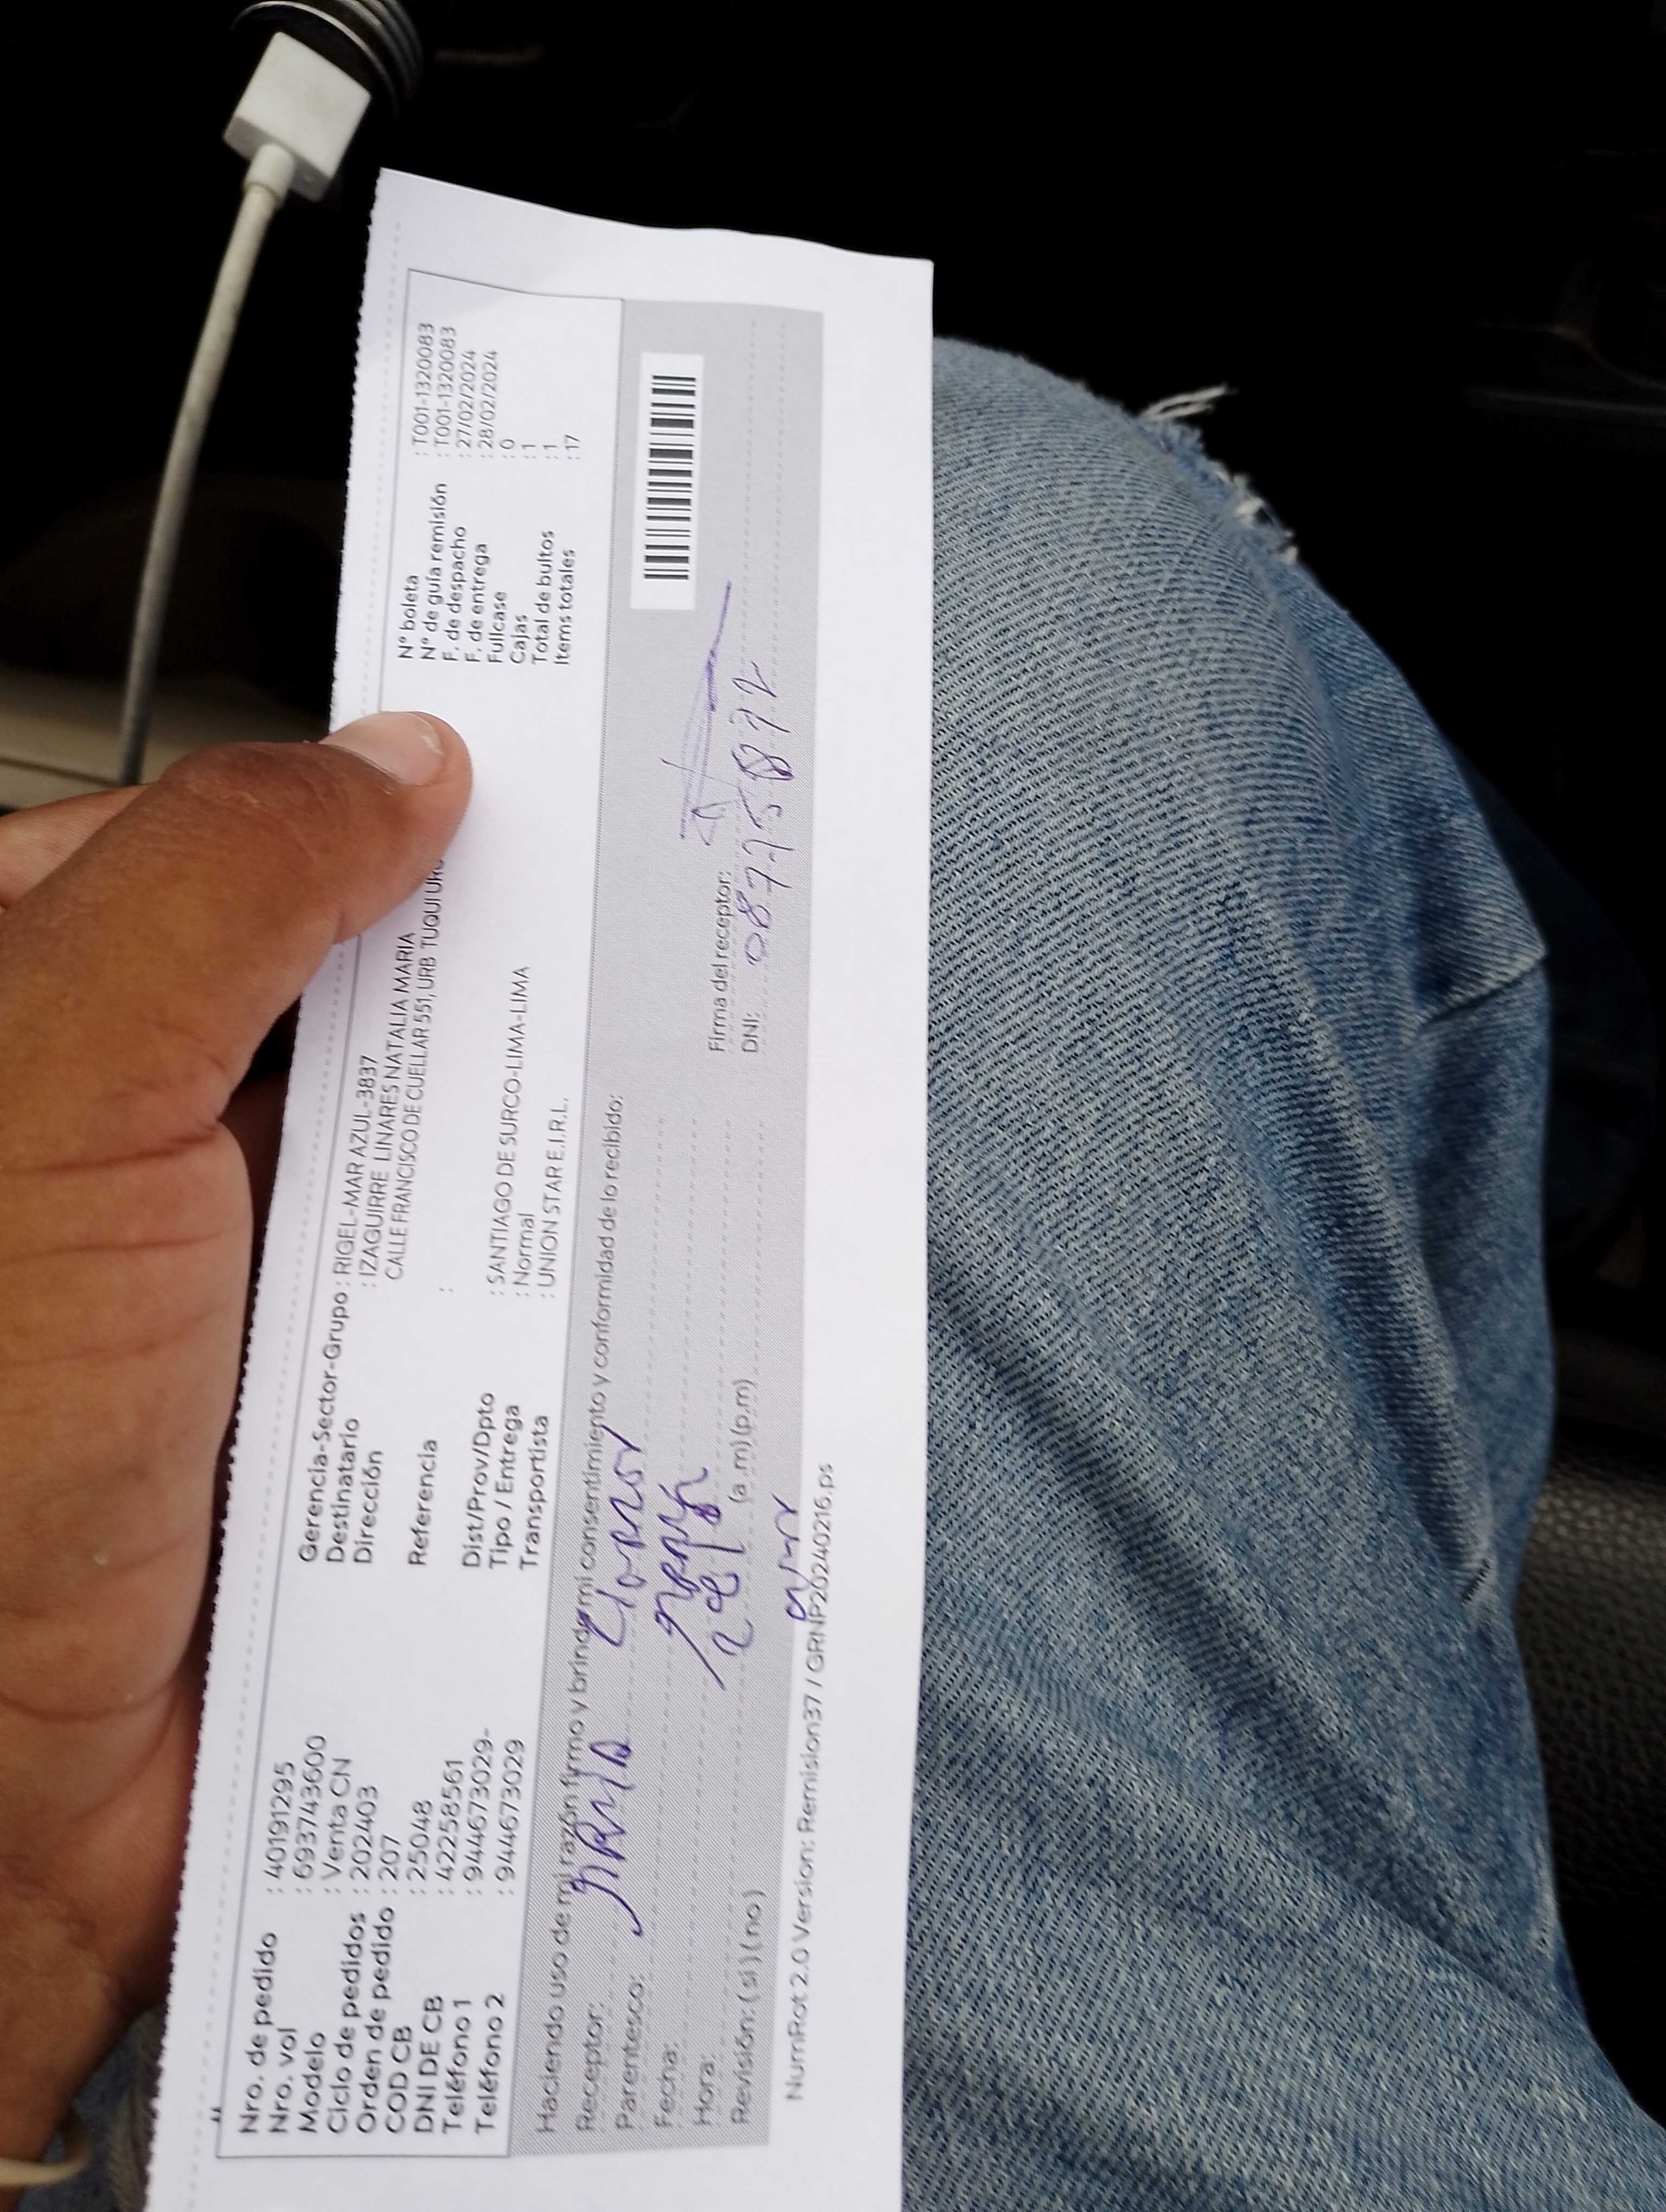 Nro. de pedido : 40191295
Nro. vol : 6937743600
Modelo : Venta CN
Ciclo de pedidos : 202403
Orden de pedido : 207
COD CB : 25048
DNI DE CB : 42258561
Teléfono 1 : 944673029-
Teléfono 2 : 944673029
Gerencia-Sector-Grupo : RIGEL-MAR AZUL-3837
Destinatario : IZAGUIRRE LINARES NATALIA MARIA
Dirección CALLE FRANCISCO DE CUELLAR 551, URB TUQUI
Referencia :
Dist/Prov/Dpto : SANTIAGO DE SURCO-LIMA-LIMA
Tipo / Entrega : Normal
Transportista : UNION STAR E.I.R.L.
N° boleta : T001-1320083
N° de guía remisión : T001-1320083
F. de despacho : 27/02/2024
F. de entrega : 28/02/2024
Fullcase : 0
Cajas : 1
Total de bultos : 1
Items totales : 17
Haciendo uso de mi razón firmo y brindo mi consentimiento y conformidad de lo recibido:
Receptor: MARIA
Parentesco:
Fecha:
Hora: (a.m)(p.m)
Revisión: (si)(no)
Firma del receptor:
DNI: 08775872
NumRot 2.0 Version: Remision37 / GRNP20240216.ps